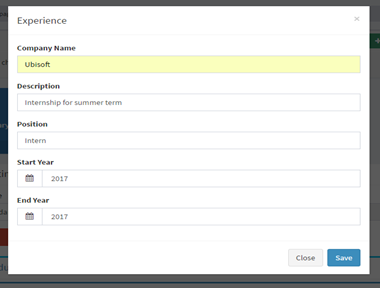 Experience
×
Company Name
Ubisoft
Description
Internship for summer term
Position
Intern
Start Year
2017
End Year
2017
Close
Save